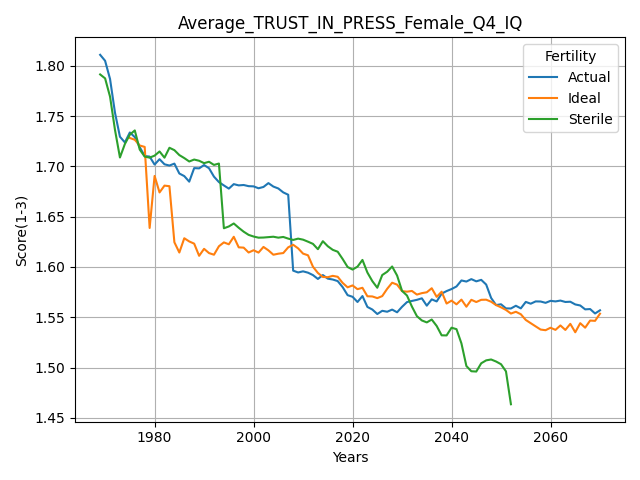 Average_TRUST_IN_PRESS_Female_Q4_IQ
Score(1-3)
1.80
1.75
1.70
1.65
1.60
1.55
1.50
1.45
Fertility
Actual
Ideal
Sterile
1980
2000
2020
2040
2060
Years